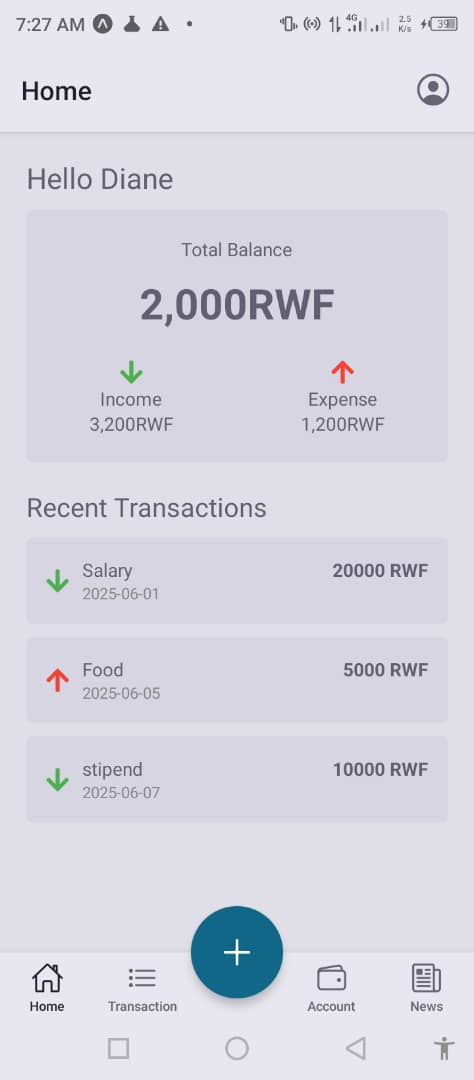 7:27 AM
4G
2.5
K/s
39
Home
Hello Diane
Total Balance
2,000RWF
Income
Expense
3,200RWF
1,200RWF
Recent Transactions
Salary
20000 RWF
2025-06-01
Food
5000 RWF
2025-06-05
stipend
10000 RWF
2025-06-07
Home
Transaction
Account
News